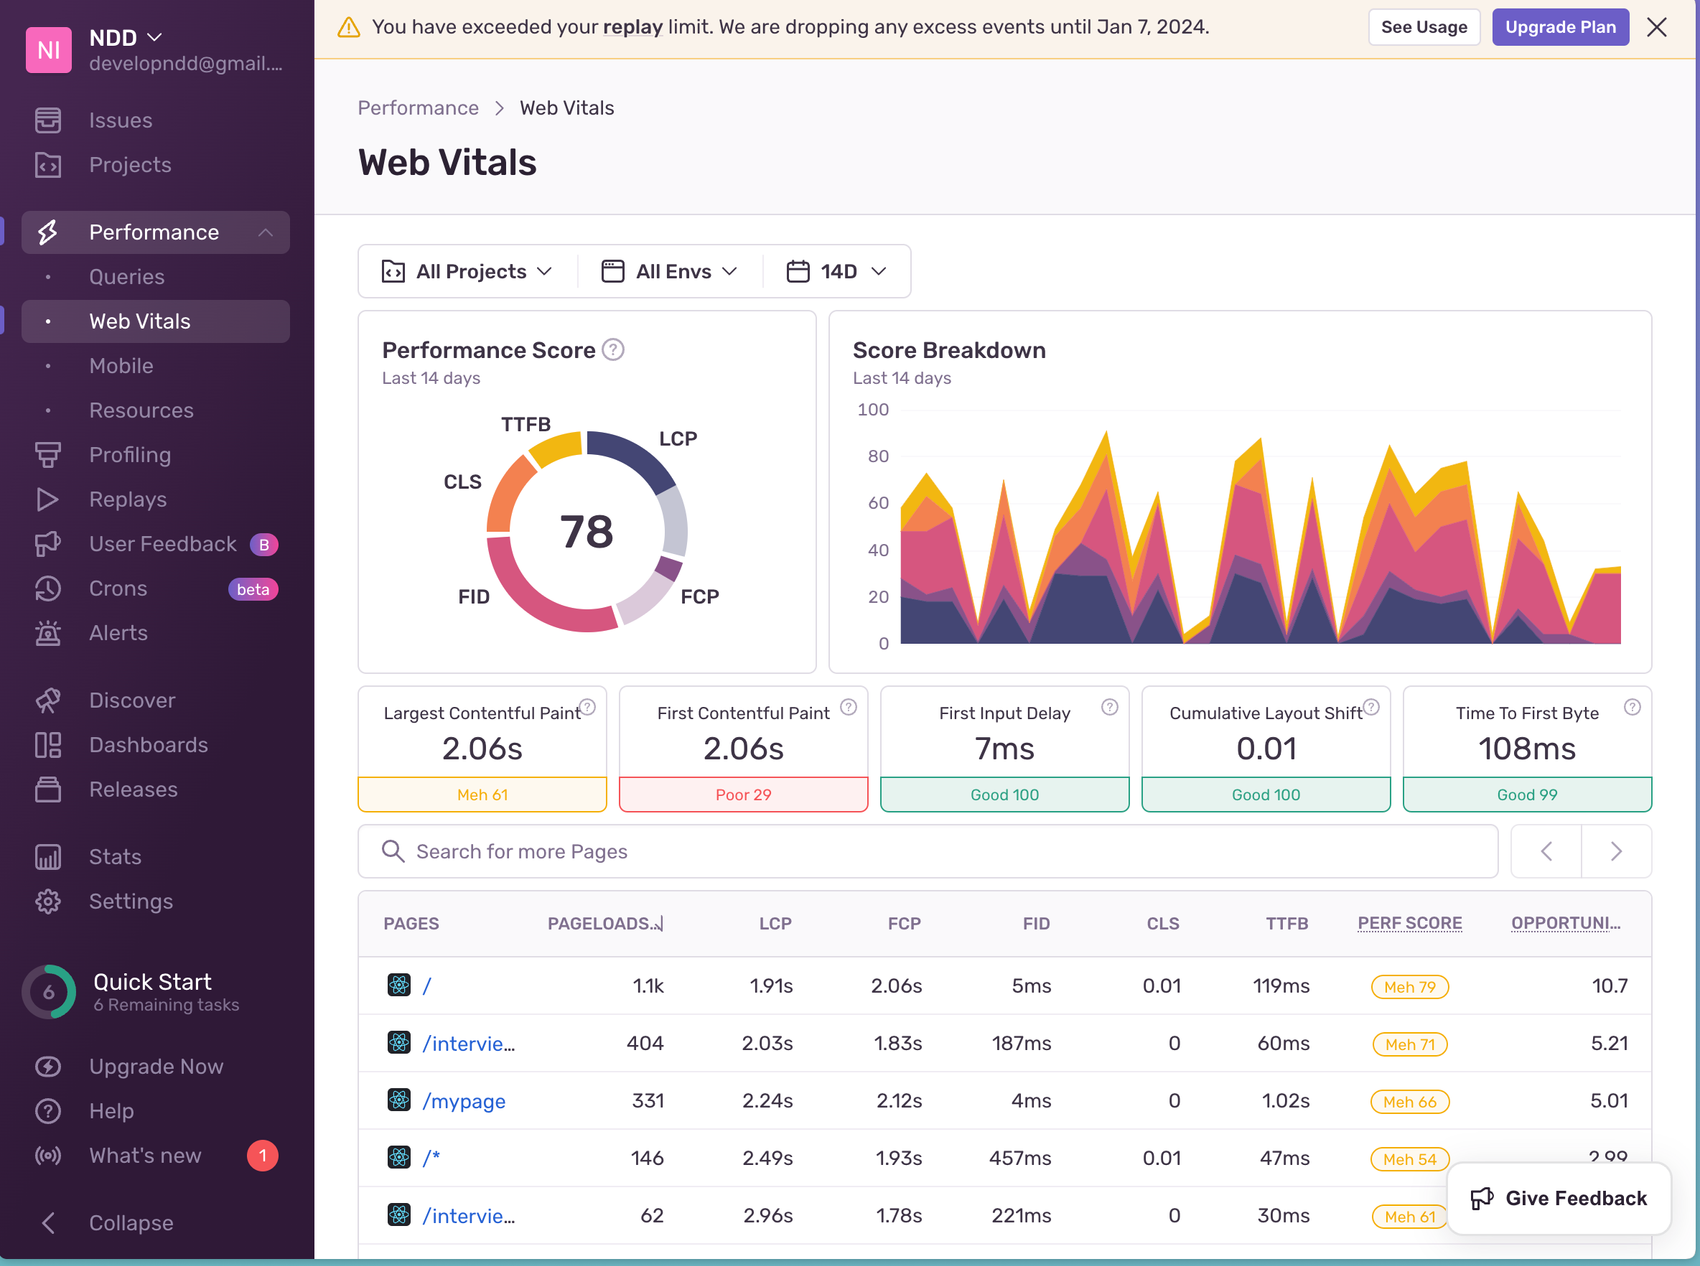 NI
NDD
developndd@gmail....
Issues
Projects
Performance
Queries
Web Vitals
Mobile
Resources
Profiling
Replays
User Feedback B
Crons beta
Alerts
Discover
Dashboards
Releases
Stats
Settings
6
Quick Start
6 Remaining tasks
Upgrade Now
Help
What's new 1
Collapse
You have exceeded your replay limit. We are dropping any excess events until Jan 7, 2024.
See Usage
Upgrade Plan
Performance > Web Vitals
Web Vitals
All Projects
All Envs
14D
Performance Score ?
Last 14 days
TTFB
LCP
CLS
78
FID
FCP
Score Breakdown
Last 14 days
100
80
60
40
20
0
Largest Contentful Paint ?
2.06s
Meh 61
First Contentful Paint ?
2.06s
Poor 29
First Input Delay ?
7ms
Good 100
Cumulative Layout Shift ?
0.01
Good 100
Time To First Byte ?
108ms
Good 99
Search for more Pages
PAGES PAGELOADS.. LCP FCP FID CLS TTFB PERF SCORE OPPORTUNI...
/ 1.1k 1.91s 2.06s 5ms 0.01 119ms Meh 79 10.7
/intervie... 404 2.03s 1.83s 187ms 0 60ms Meh 71 5.21
/mypage 331 2.24s 2.12s 4ms 0 1.02s Meh 66 5.01
/* 146 2.49s 1.93s 457ms 0.01 47ms Meh 54 2.99
/intervie... 62 2.96s 1.78s 221ms 0 30ms Meh 61
Give Feedback